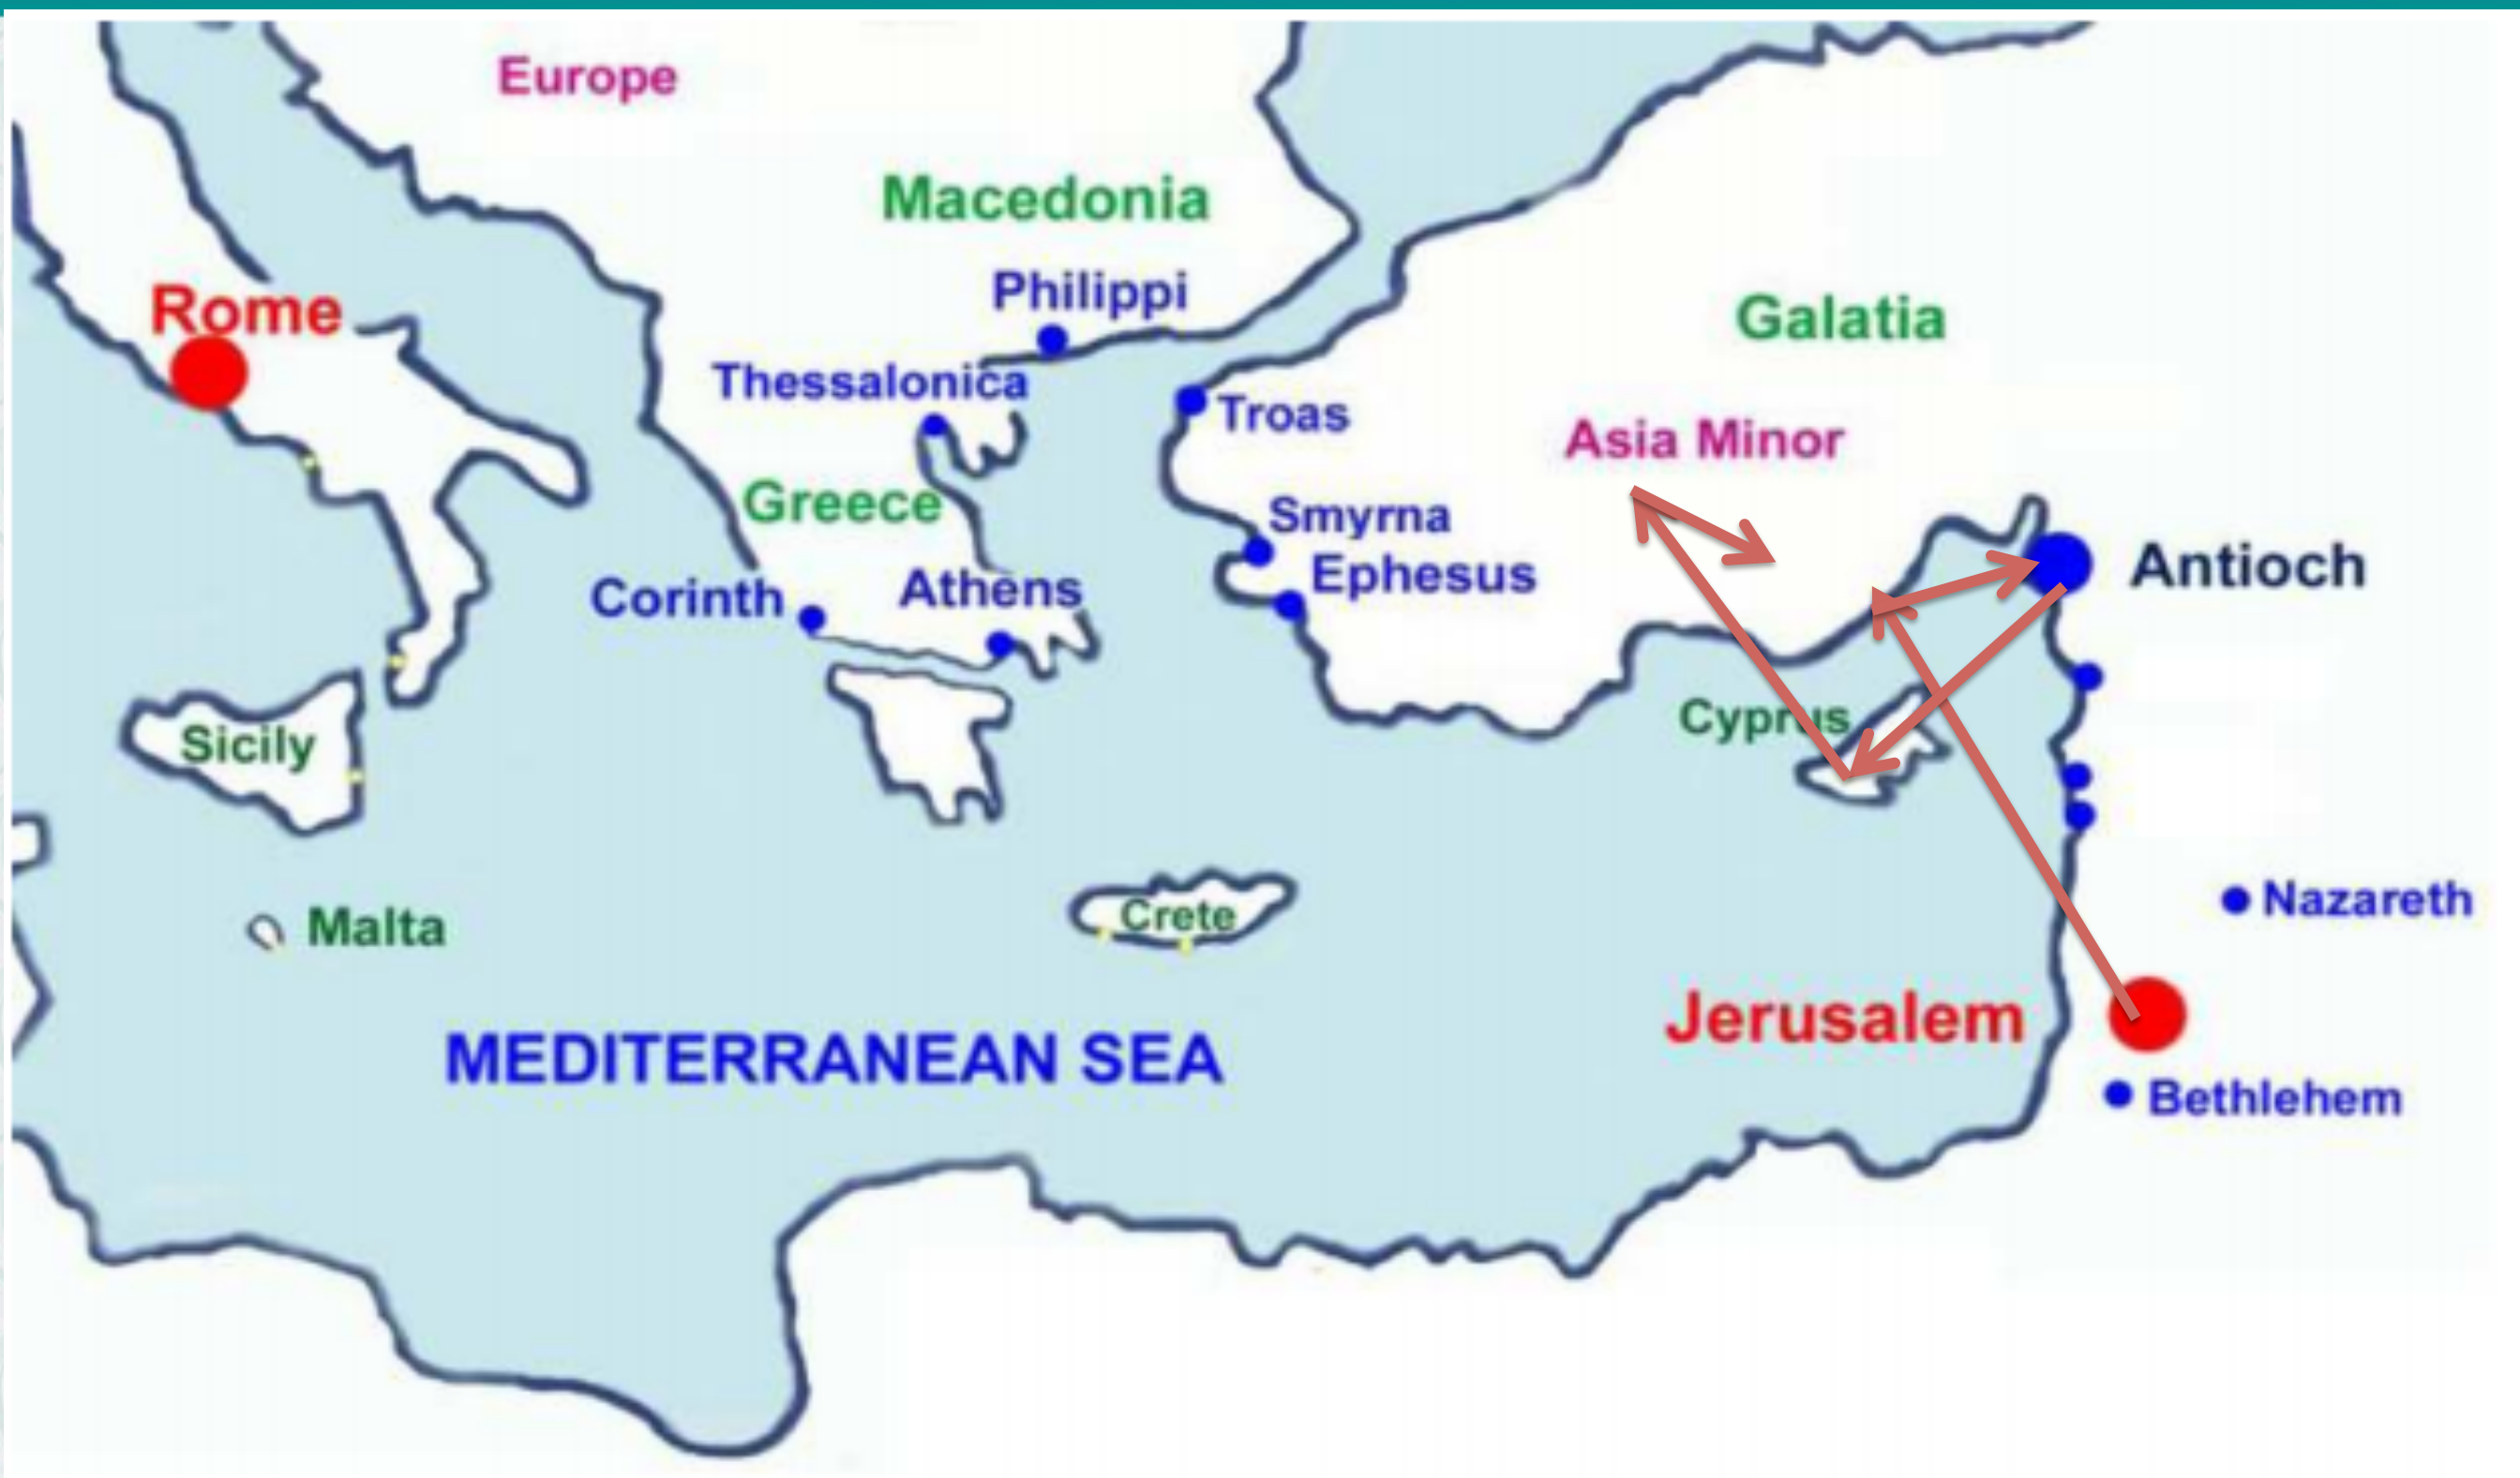 Europe
Macedonia
Philippi
Rome
Galatia
Thessalonica
Troas
Asia Minor
Greece
Smyrna
Ephesus
Antioch
Corinth
Athens
Cyprus
Sicily
Nazareth
Crete
Malta
Jerusalem
MEDITERRANEAN SEA
Bethlehem